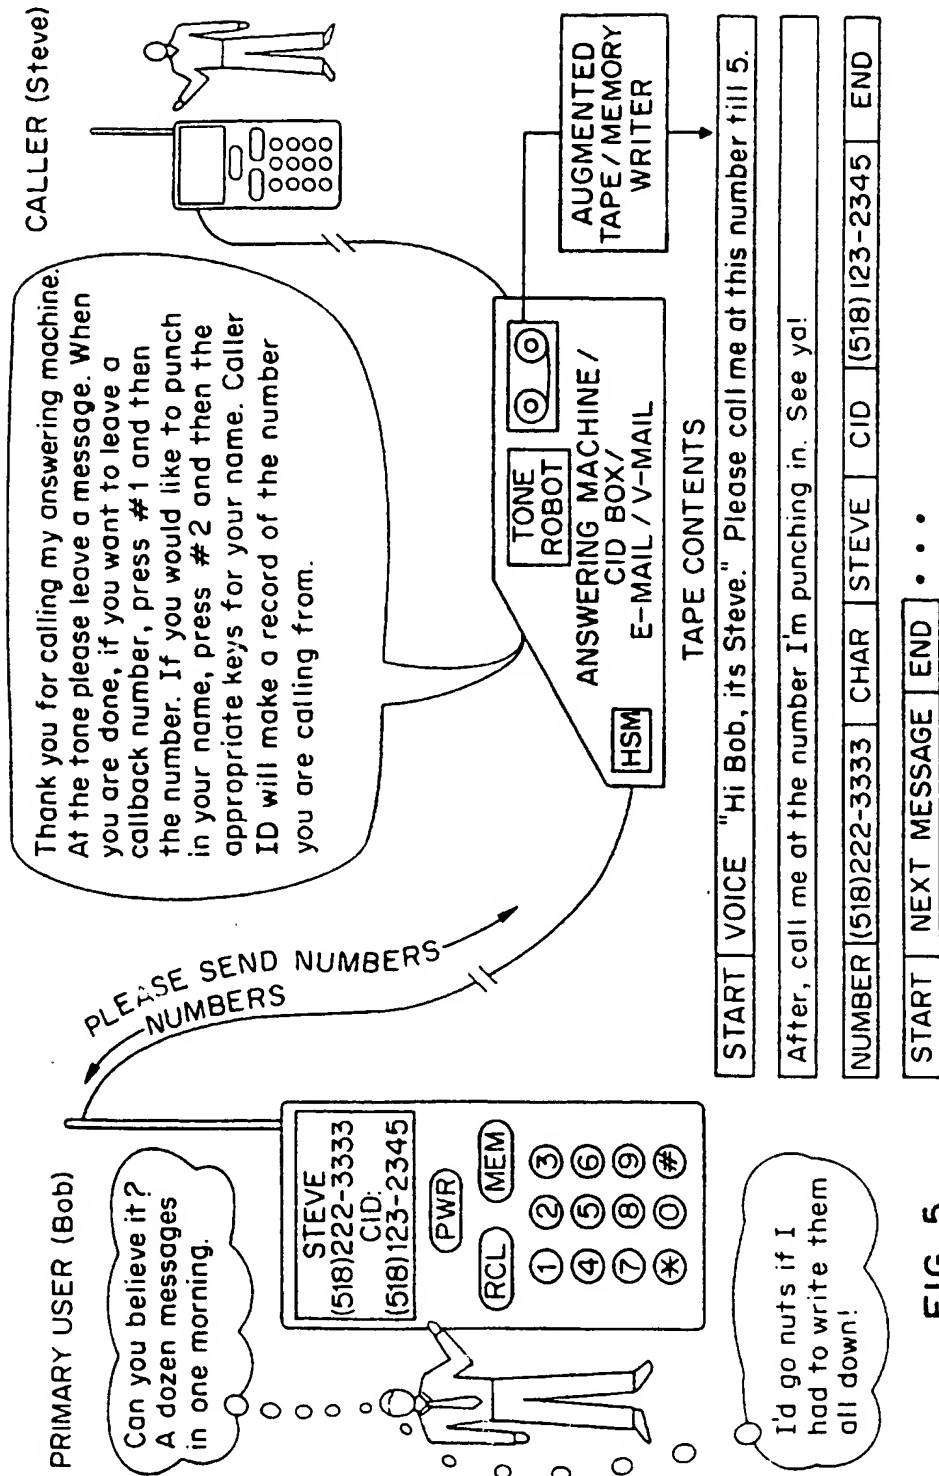 PRIMARY USER (Bob)
Can you believe it?
A dozen messages
in one morning.
STEVE
(518)222-3333
CID:
(518)123-2345
PWR
RCL MEM
1 2 3
4 5 6
7 8 9
* 0 #
I'd go nuts if I
had to write them
all down!
PLEASE SEND NUMBERS
NUMBERS
Thank you for calling my answering machine.
At the tone please leave a message. When
you are done, if you want to leave a
callback number, press #1 and then
the number. If you would like to punch
in your name, press #2 and then the
appropriate keys for your name. Caller
ID will make a record of the number
you are calling from.
CALLER (Steve)
HSM
TONE
ROBOT
ANSWERING MACHINE/
CID BOX/
E-MAIL/V-MAIL
AUGMENTED
TAPE/MEMORY
WRITER
TAPE CONTENTS
START VOICE "Hi Bob, its Steve." Please call me at this number till 5.
After, call me at the number I'm punching in. See ya!
NUMBER (518)222-3333 CHAR STEVE CID (518)123-2345 END
START NEXT MESSAGE END • • •
FIG. 5